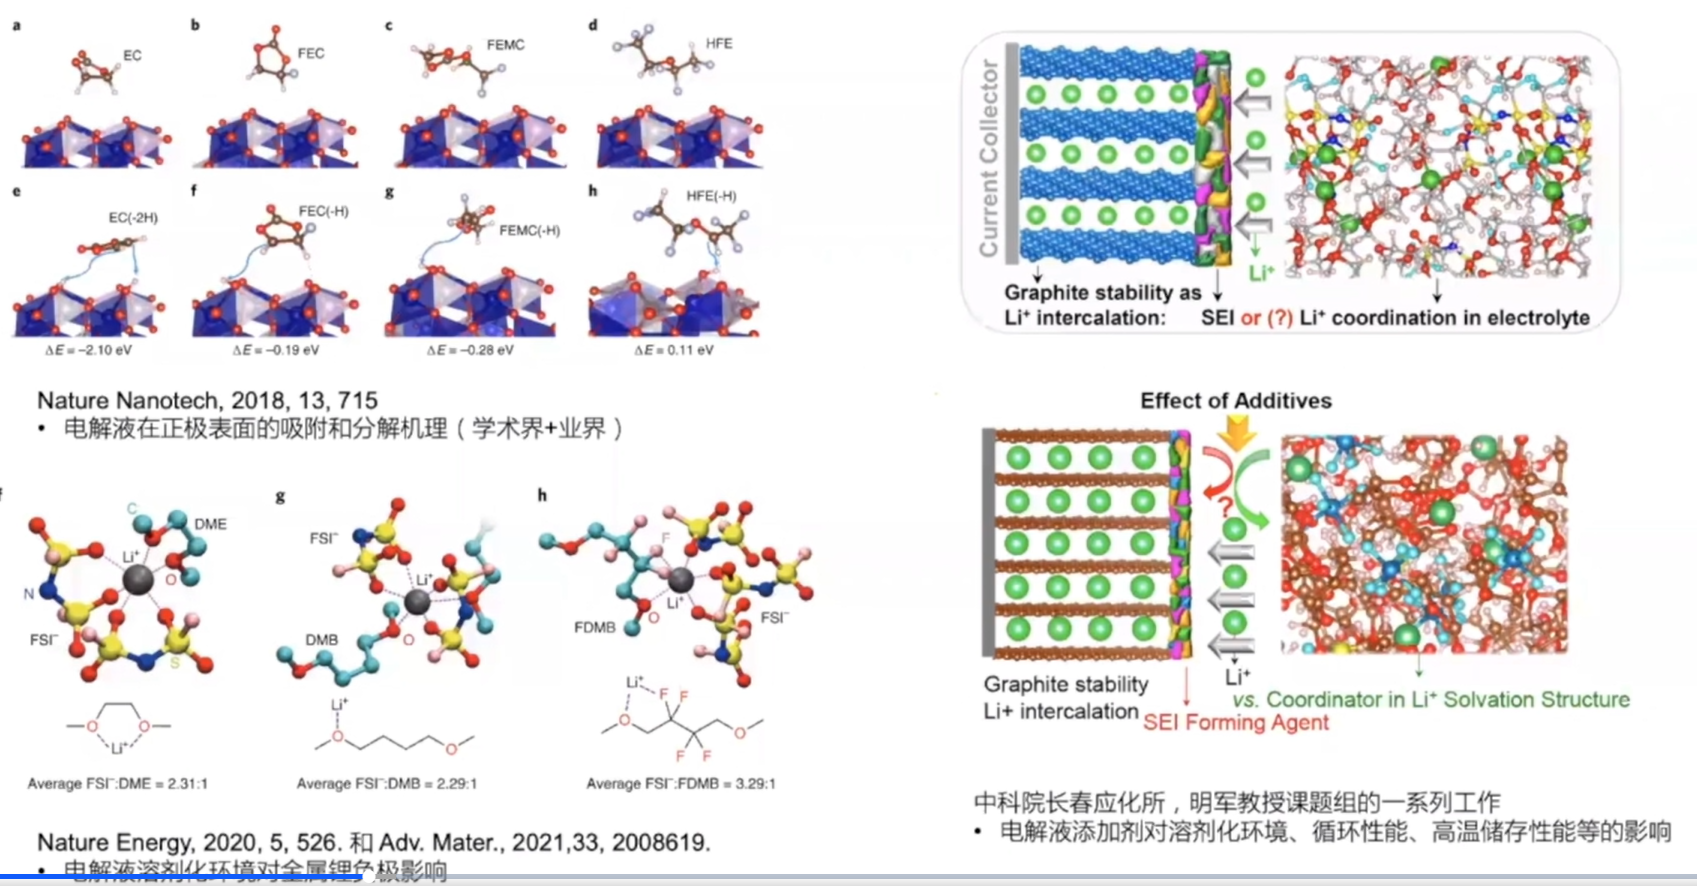 a
b
c
d
EC
FEC
FEMC
HFE
e
f
g
h
EC(-2H)
FEC(-H)
FEMC(-H)
HFE(-H)
ΔE = –2.10 eV
ΔE = –0.19 eV
ΔE = –0.28 eV
ΔE = 0.11 eV
Nature Nanotech, 2018, 13, 715
• 电解液在正极表面的吸附和分解机理（学术界+业界）
f
C
DME
Li⁺
O
N
FSI⁻
S
O
O
Li⁺
Average FSI⁻:DME = 2.31:1
g
FSI⁻
Li⁺
DMB
O
Li⁺
O
O
Average FSI⁻:DMB = 2.29:1
h
F
Li⁺
O
FDMB
FSI⁻
Li⁺
F
F
O
O
F
F
Average FSI⁻:FDMB = 3.29:1
Nature Energy, 2020, 5, 526. 和 Adv. Mater., 2021,33, 2008619.
• 电解液溶剂化环境对金属锂负极影响
Current Collector
Li⁺
Graphite stability as
Li⁺ intercalation:
SEI or (?) Li⁺ coordination in electrolyte
Effect of Additives
?
Li⁺
Graphite stability
Li+ intercalation
SEI Forming Agent
vs. Coordinator in Li⁺ Solvation Structure
中科院长春应化所，明军教授课题组的一系列工作
• 电解液添加剂对溶剂化环境、循环性能、高温储存性能等的影响